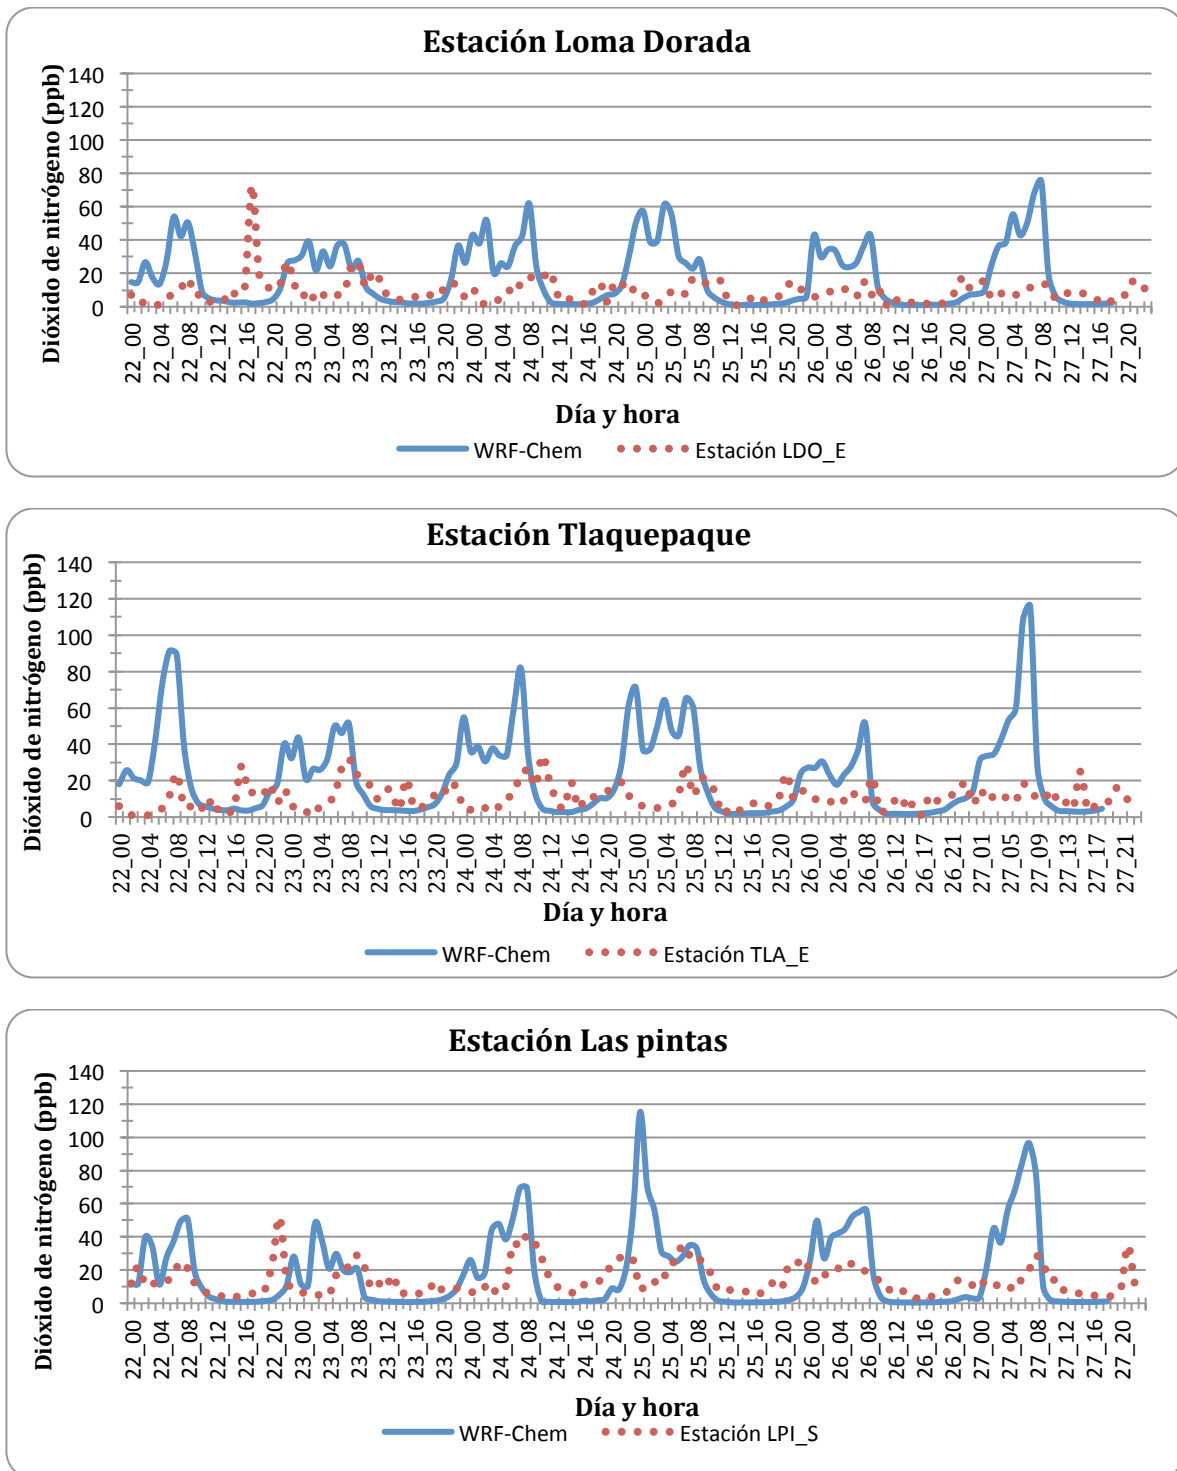 Estación Loma Dorada
Dióxido de nitrógeno (ppb)
140
120
100
80
60
40
20
0
22_00 22_04 22_08 22_12 22_16 22_20 23_00 23_04 23_08 23_12 23_16 23_20 24_00 24_04 24_08 24_12 24_16 24_20 25_00 25_04 25_08 25_12 25_16 25_20 26_00 26_04 26_08 26_12 26_16 26_20 27_00 27_04 27_08 27_12 27_16 27_20
Día y hora
WRF-Chem Estación LDO_E
Estación Tlaquepaque
Dióxido de nitrógeno (ppb)
140
120
100
80
60
40
20
0
22_00 22_04 22_08 22_12 22_16 22_20 23_00 23_04 23_08 23_12 23_16 23_20 24_00 24_04 24_08 24_12 24_16 24_20 25_00 25_04 25_08 25_12 25_16 25_20 26_00 26_04 26_08 26_12 26_17 26_21 27_01 27_05 27_09 27_13 27_17 27_21
Día y hora
WRF-Chem Estación TLA_E
Estación Las pintas
Dióxido de nitrógeno (ppb)
140
120
100
80
60
40
20
0
22_00 22_04 22_08 22_12 22_16 22_20 23_00 23_04 23_08 23_12 23_16 23_20 24_00 24_04 24_08 24_12 24_16 24_20 25_00 25_04 25_08 25_12 25_16 25_20 26_00 26_04 26_08 26_12 26_16 26_20 27_00 27_04 27_08 27_12 27_16 27_20
Día y hora
WRF-Chem Estación LPI_S